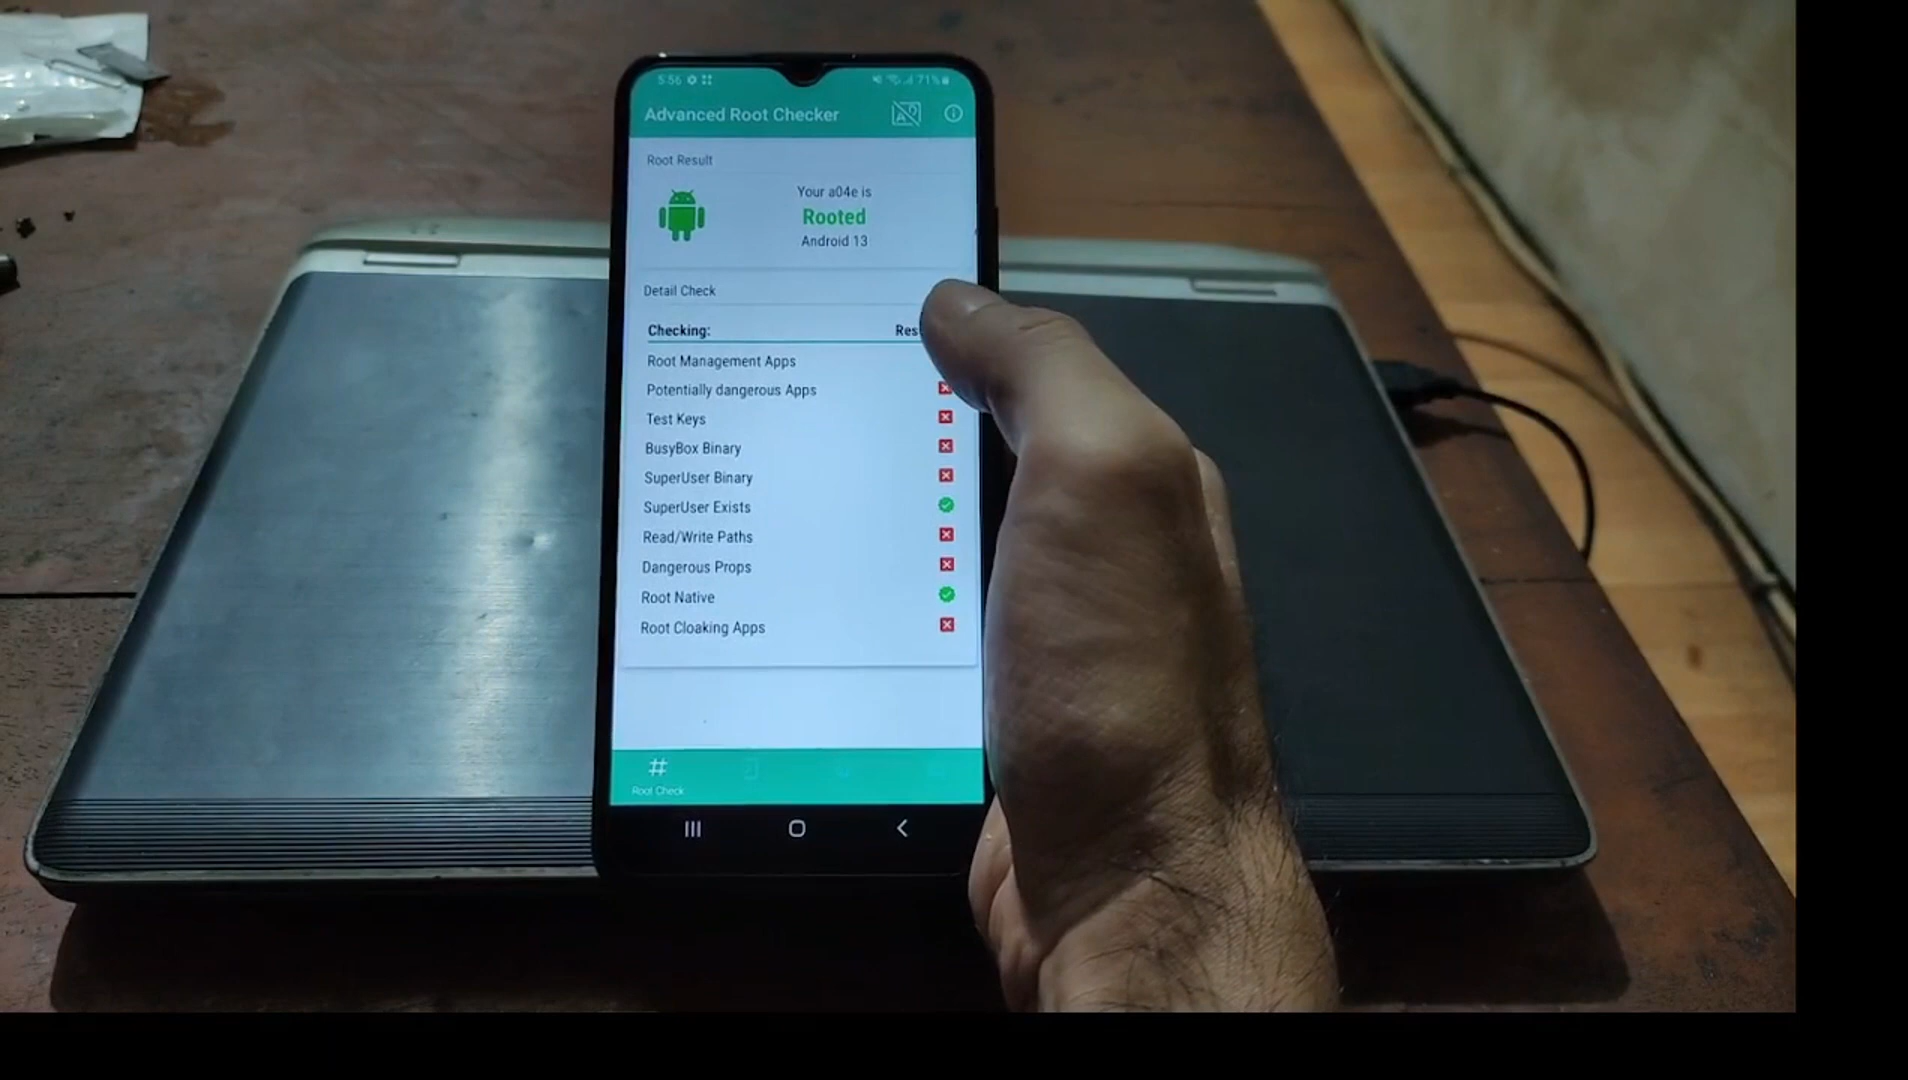 5:56 71%
Advanced Root Checker
Root Result
Your a04e is
Rooted
Android 13
Detail Check
Checking: Res
Root Management Apps
Potentially dangerous Apps
Test Keys
BusyBox Binary
SuperUser Binary
SuperUser Exists
Read/Write Paths
Dangerous Props
Root Native
Root Cloaking Apps
#
Root Check